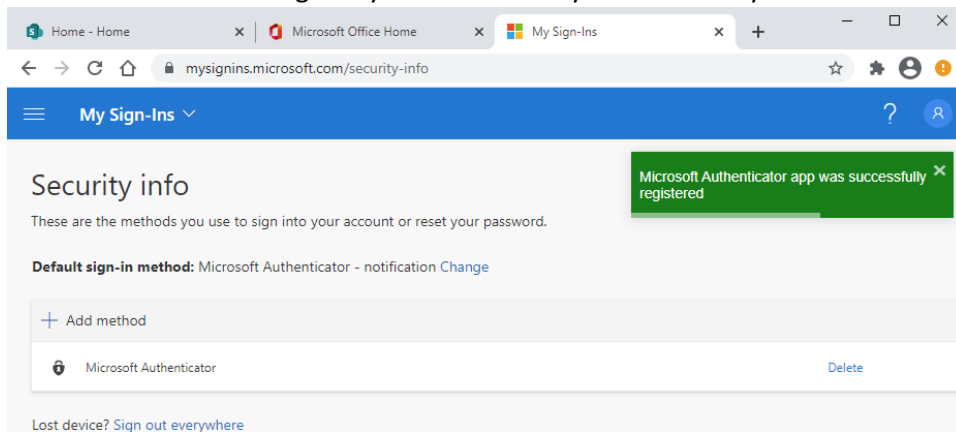 Home - Home
Microsoft Office Home
My Sign-Ins
mysignins.microsoft.com/security-info
My Sign-Ins
?
Security info
Microsoft Authenticator app was successfully
registered
These are the methods you use to sign into your account or reset your password.
Default sign-in method: Microsoft Authenticator - notification Change
+ Add method
Microsoft Authenticator Delete
Lost device? Sign out everywhere